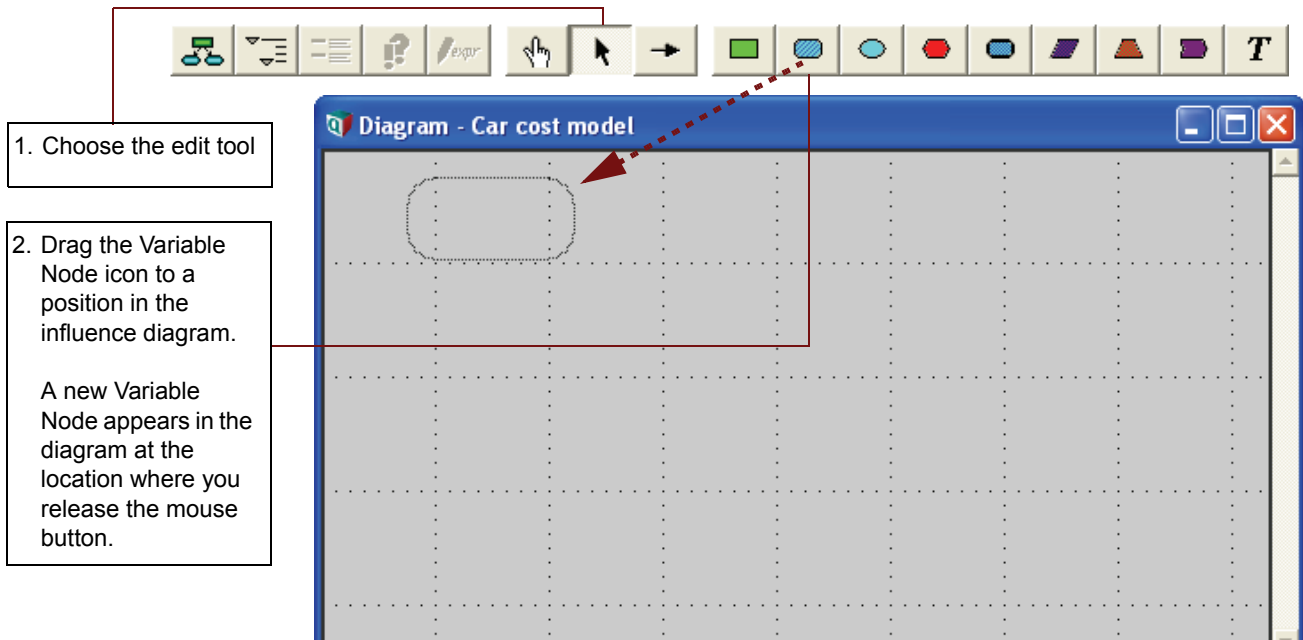 expr
T
Diagram - Car cost model
1. Choose the edit tool
2. Drag the Variable
Node icon to a
position in the
influence diagram.
A new Variable
Node appears in the
diagram at the
location where you
release the mouse
button.